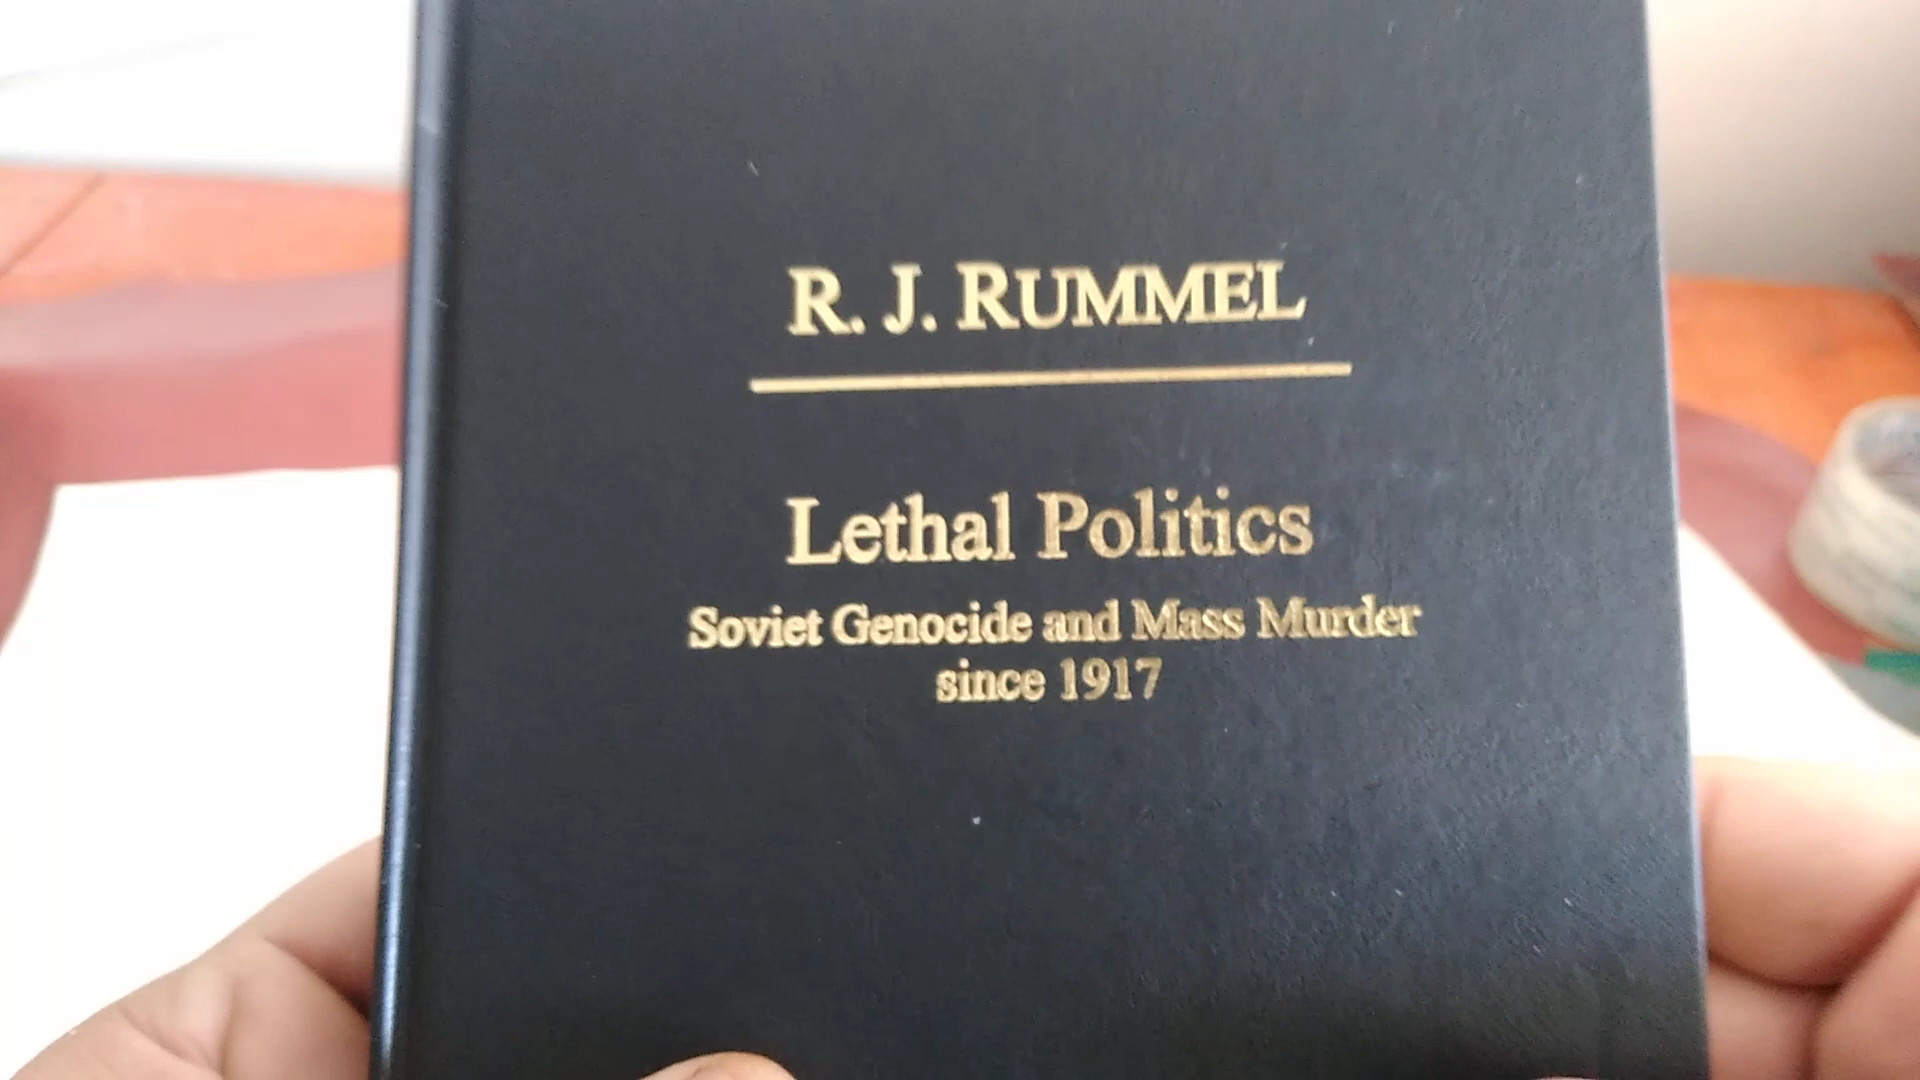 R. J. RUMMEL
Lethal Politics
Soviet Genocide and Mass Murder
since 1917